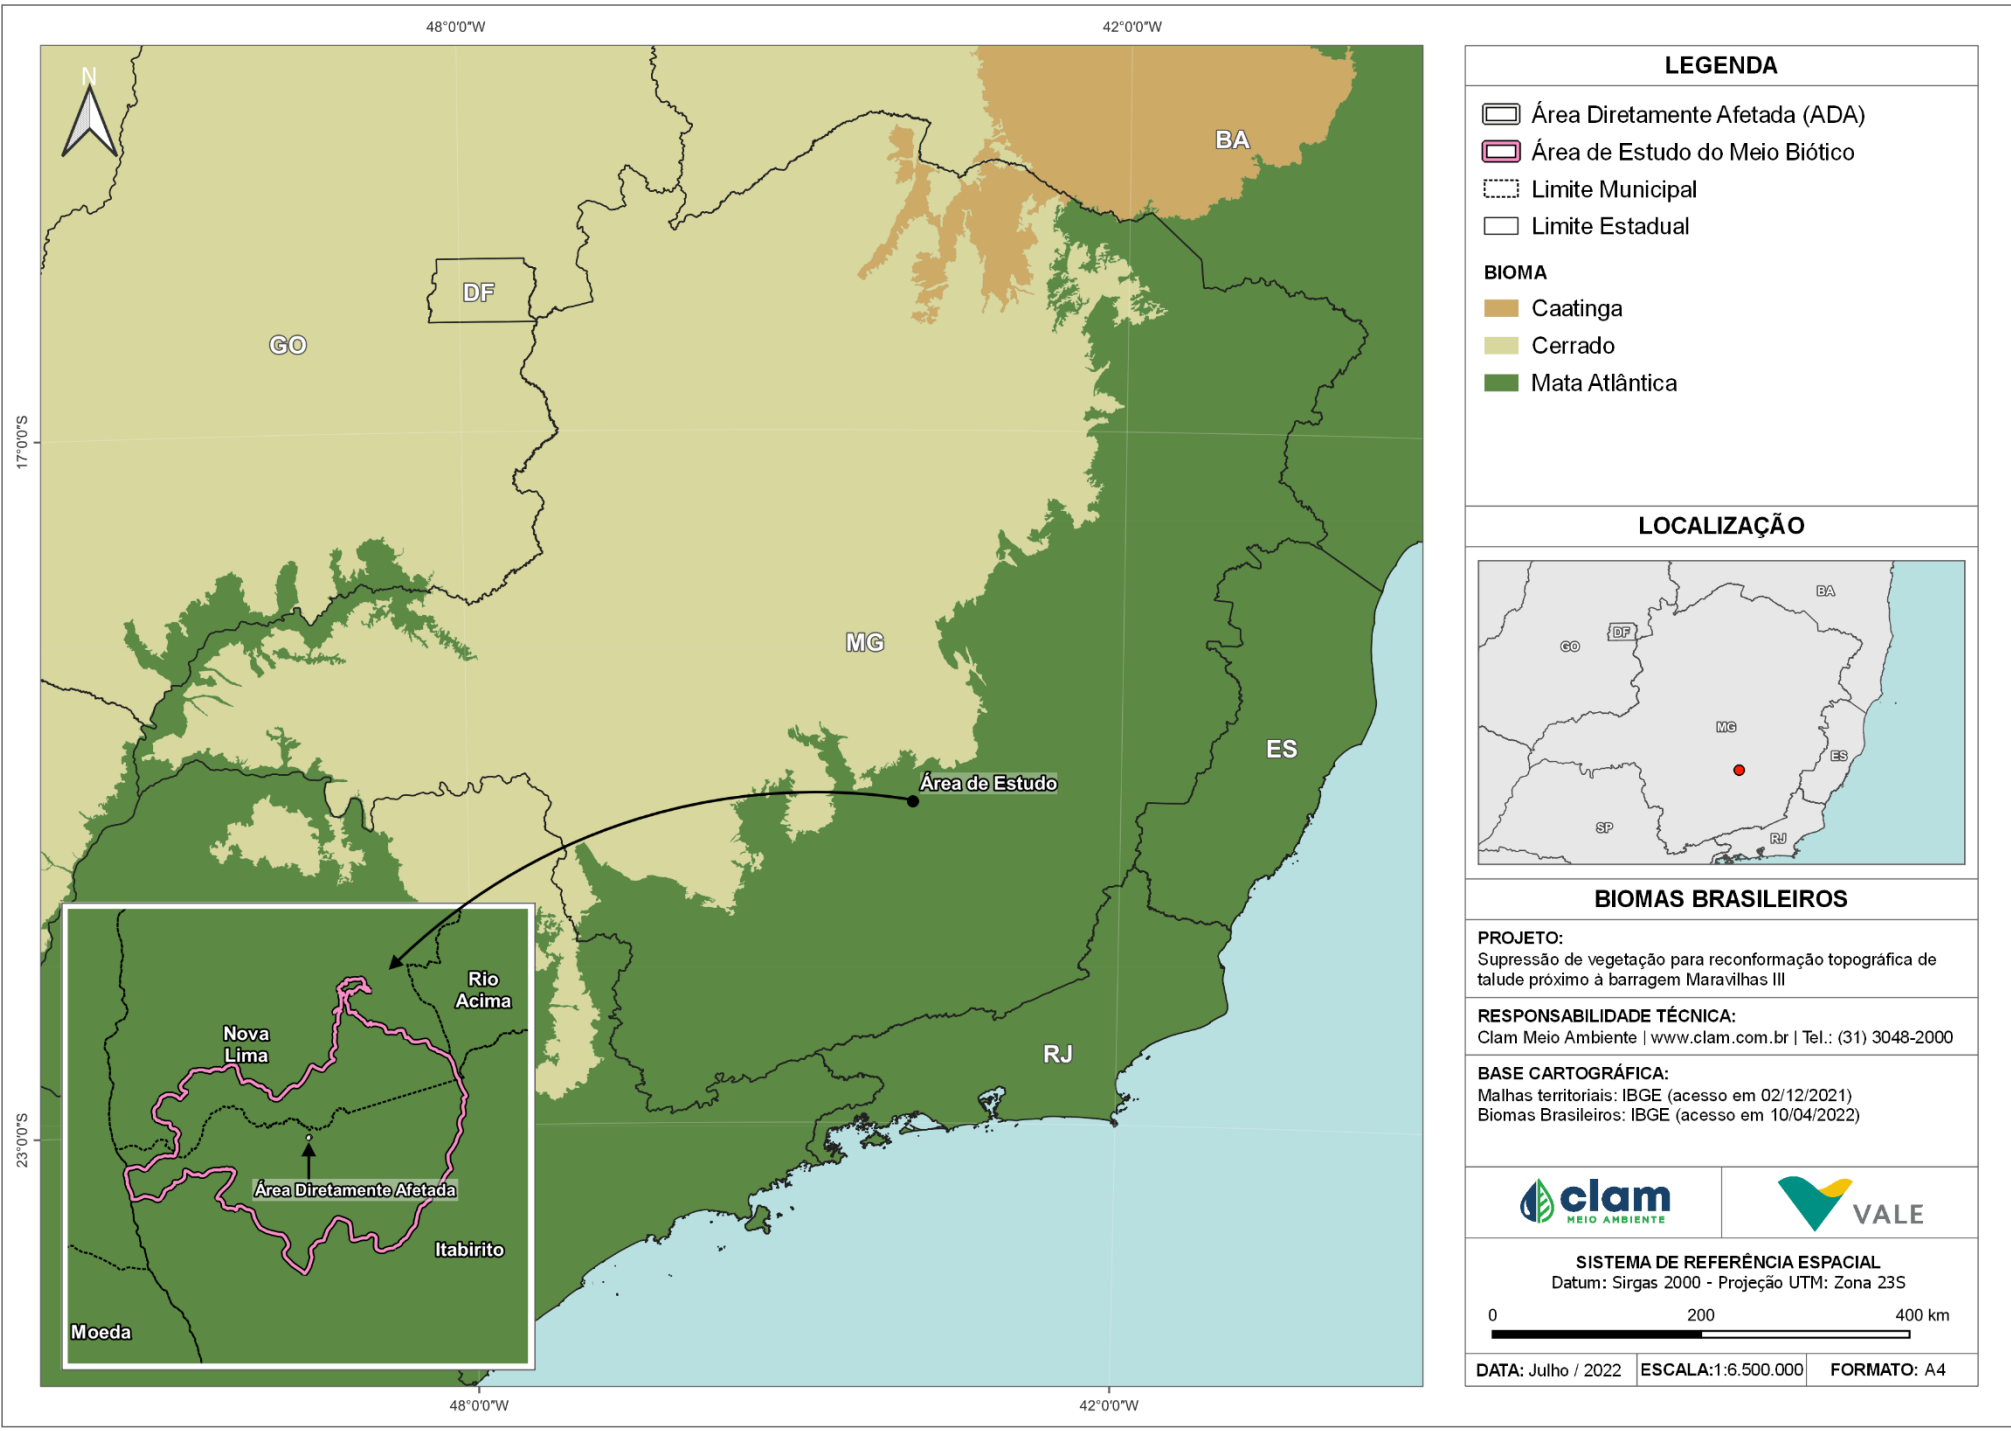 48°0'0"W
42°0'0"W
N
BA
DF
GO
17°0'0"S
MG
ES
Área de Estudo
Rio
Acima
Nova
Lima
RJ
23°0'0"S
Área Diretamente Afetada
Itabirito
Moeda
48°0'0"W
42°0'0"W
LEGENDA
Área Diretamente Afetada (ADA)
Área de Estudo do Meio Biótico
Limite Municipal
Limite Estadual
BIOMA
Caatinga
Cerrado
Mata Atlântica
LOCALIZAÇÃO
BA
DF
GO
MG
ES
SP
RJ
BIOMAS BRASILEIROS
PROJETO:
Supressão de vegetação para reconformação topográfica de
talude próximo à barragem Maravilhas III
RESPONSABILIDADE TÉCNICA:
Clam Meio Ambiente | www.clam.com.br | Tel.: (31) 3048-2000
BASE CARTOGRÁFICA:
Malhas territoriais: IBGE (acesso em 02/12/2021)
Biomas Brasileiros: IBGE (acesso em 10/04/2022)
clam
MEIO AMBIENTE
VALE
SISTEMA DE REFERÊNCIA ESPACIAL
Datum: Sirgas 2000 - Projeção UTM: Zona 23S
0 200 400 km
DATA: Julho / 2022 ESCALA:1:6.500.000 FORMATO: A4